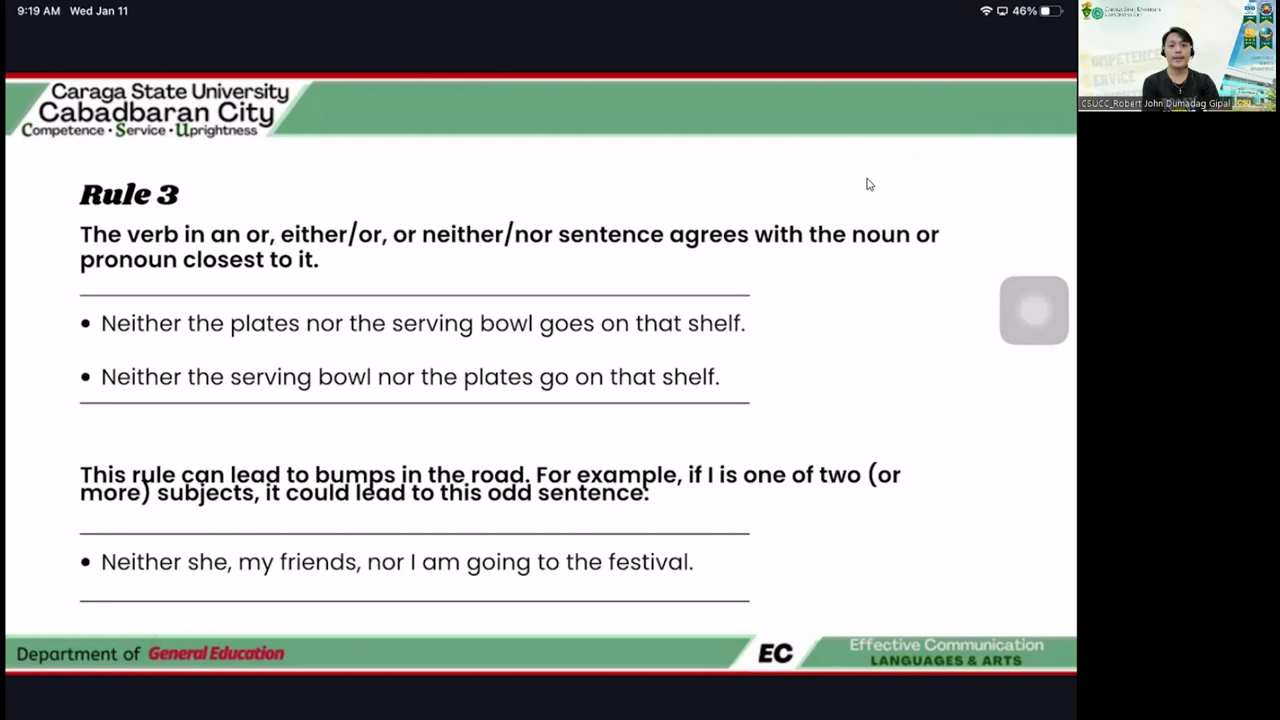 9:19 AM Wed Jan 11
46%
Caraga State University
Cabadbaran City
Competence • Service • Uprightness
CSUCC_Robert John Dumadag Gipal
Rule 3
The verb in an or, either/or, or neither/nor sentence agrees with the noun or
pronoun closest to it.
• Neither the plates nor the serving bowl goes on that shelf.
• Neither the serving bowl nor the plates go on that shelf.
This rule can lead to bumps in the road. For example, if I is one of two (or
more) subjects, it could lead to this odd sentence:
• Neither she, my friends, nor I am going to the festival.
Department of General Education
EC
Effective Communication
LANGUAGES & ARTS